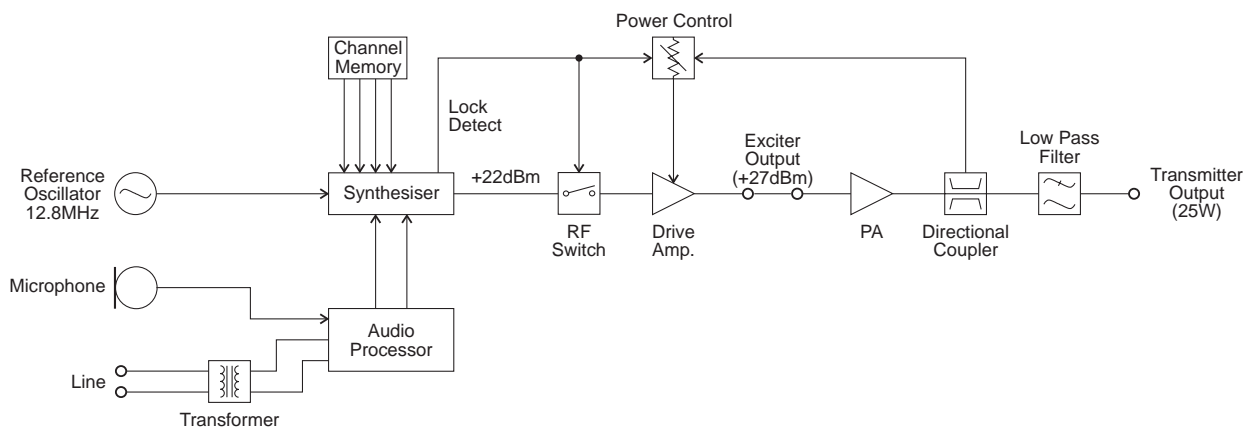 Power Control
Channel
Memory
Lock
Detect
Exciter
Output
(+27dBm)
Low Pass
Filter
Reference
Oscillator
12.8MHz
Synthesiser
+22dBm
Transmitter
Output
(25W)
RF
Switch
Drive
Amp.
PA
Directional
Coupler
Microphone
Audio
Processor
Line
Transformer